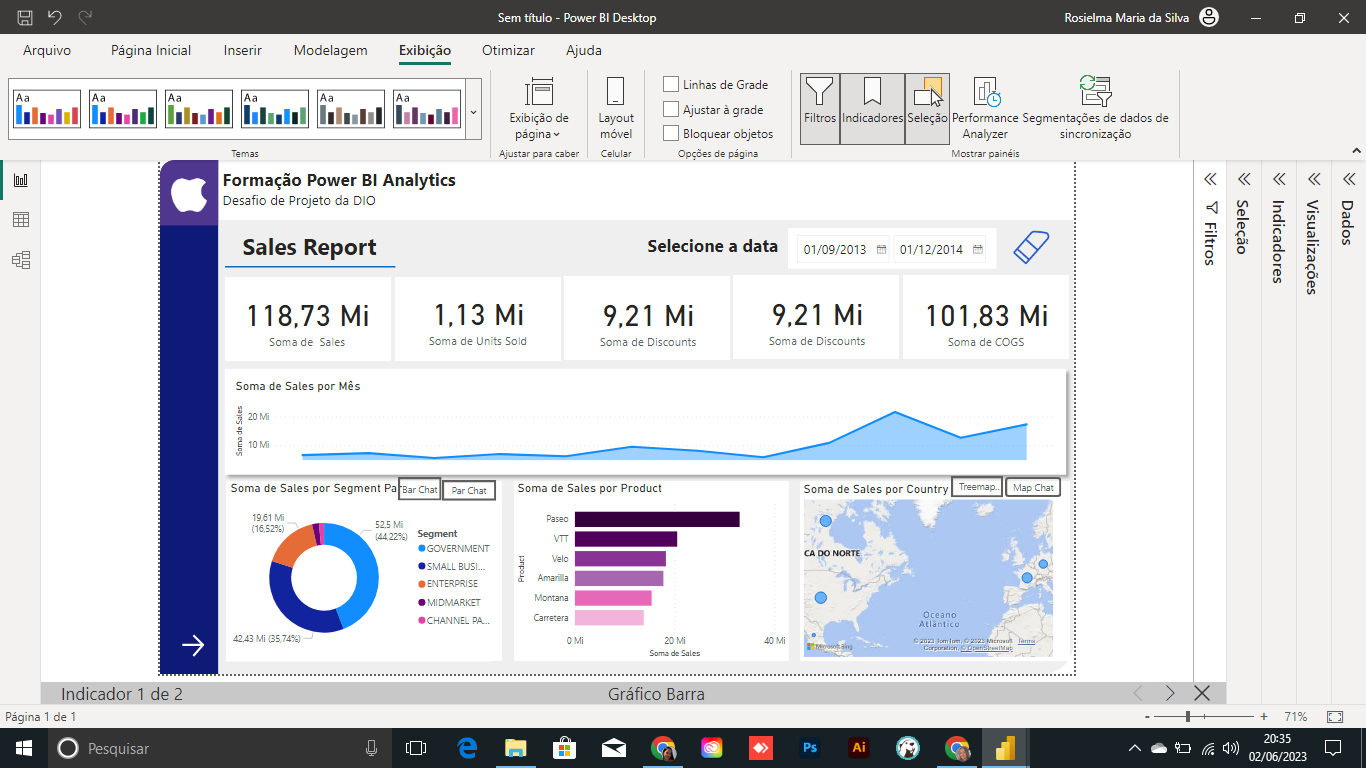 Sem título - Power BI Desktop
Rosielma Maria da Silva
Arquivo
Página Inicial
Inserir
Modelagem
Exibição
Otimizar
Ajuda
Aa
Aa
Aa
Aa
Aa
Aa
Exibição de
página
Layout
móvel
Linhas de Grade
Ajustar à grade
Bloquear objetos
Filtros
Indicadores
Seleção
Performance
Analyzer
Segmentações de dados de
sincronização
Temas
Ajustar para caber
Celular
Opções de página
Mostrar painéis
Formação Power BI Analytics
Desafio de Projeto da DIO
Sales Report
Selecione a data
01/09/2013
01/12/2014
118,73 Mi
Soma de Sales
1,13 Mi
Soma de Units Sold
9,21 Mi
Soma de Discounts
9,21 Mi
Soma de Discounts
101,83 Mi
Soma de COGS
Soma de Sales por Mês
Soma de Sales
20 Mi
10 Mi
Soma de Sales por Segment Par
Bar Chat
Par Chat
19,61 Mi
(16,52%)
52,5 Mi
(44,22%)
42,43 Mi (35,74%)
Segment
GOVERNMENT
SMALL BUSI...
ENTERPRISE
MIDMARKET
CHANNEL PA...
Soma de Sales por Product
Product
Paseo
VTT
Velo
Amarilla
Montana
Carretera
0 Mi
20 Mi
40 Mi
Soma de Sales
Soma de Sales por Country
Treemap..
Map Chat
CA DO NORTE
Oceano
Atlântico
Microsoft Bing
© 2023 TomTom, © 2023 Microsoft Terms
Corporation, © OpenStreetMap
Filtros
Seleção
Indicadores
Visualizações
Dados
Indicador 1 de 2
Gráfico Barra
Página 1 de 1
- + 71%
Pesquisar
Ps
Ai
20:35
02/06/2023